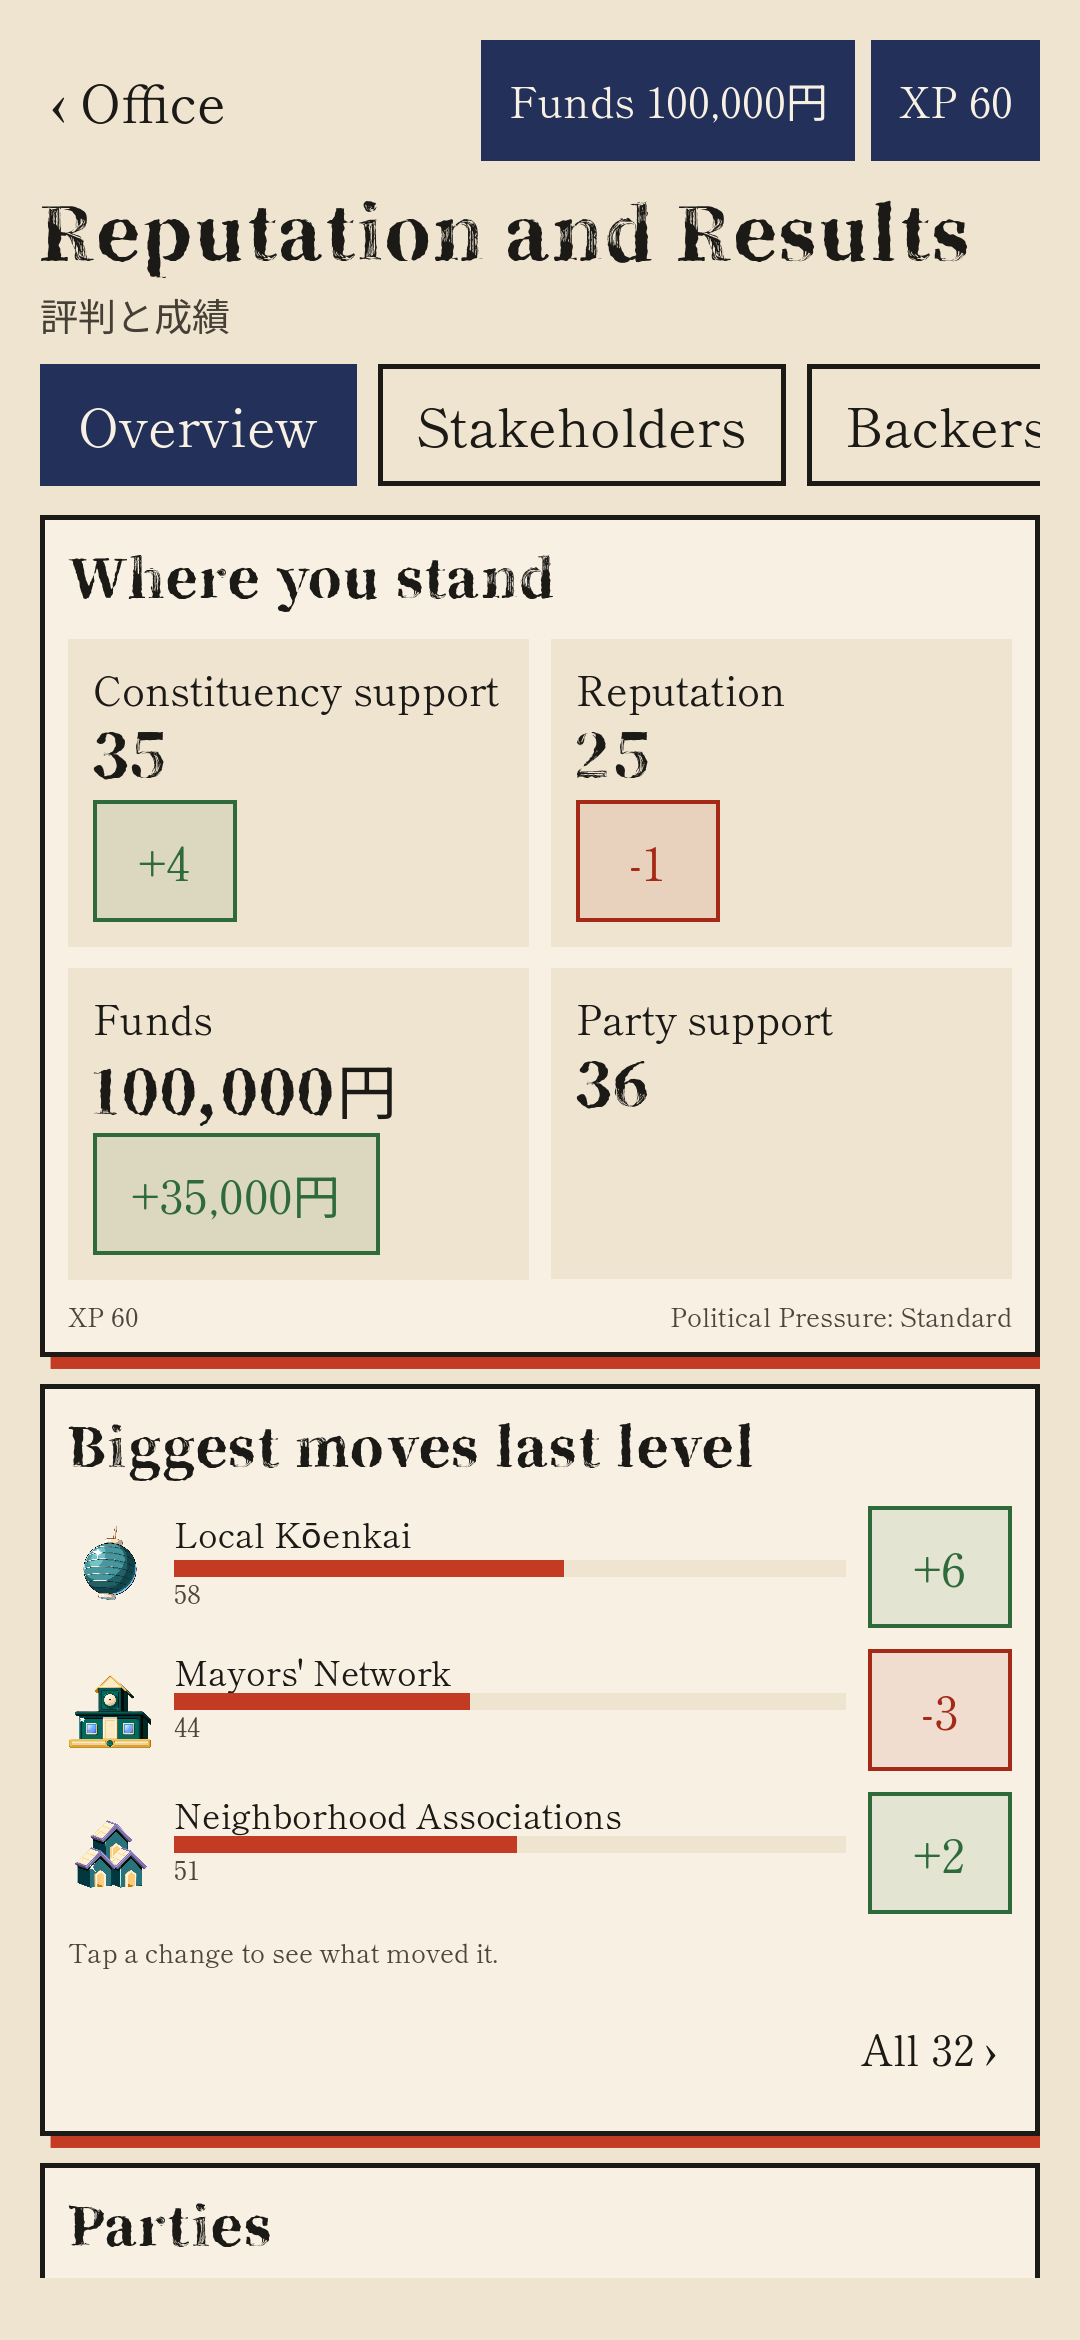 ‹ Office
Funds 100,000円
XP 60
Reputation and Results
評判と成績
Overview
Stakeholders
Backers
Where you stand
Constituency support
35
+4
Reputation
25
-1
Funds
100,000円
+35,000円
Party support
36
XP 60
Political Pressure: Standard
Biggest moves last level
Local Kōenkai
58
+6
Mayors' Network
44
-3
Neighborhood Associations
51
+2
Tap a change to see what moved it.
All 32 ›
Parties